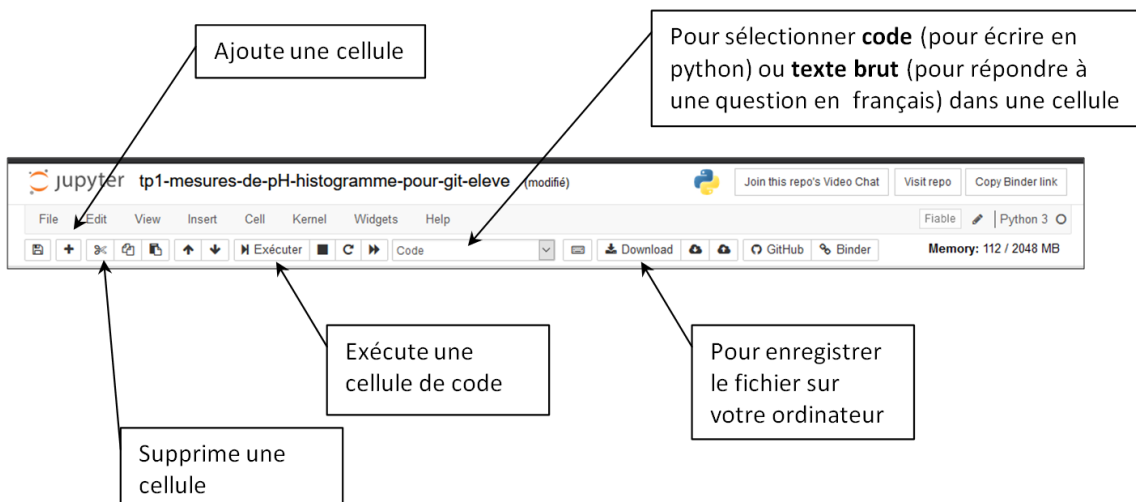 Ajoute une cellule
Pour sélectionner code (pour écrire en
python) ou texte brut (pour répondre à
une question en français) dans une cellule
jupyter tp1-mesures-de-pH-histogramme-pour-git-eleve (modifié)
Join this repo's Video Chat Visit repo Copy Binder link
File Edit View Insert Cell Kernel Widgets Help
Fiable Python 3
Exécuter Code Download GitHub Binder Memory: 112 / 2048 MB
Exécute une
cellule de code
Pour enregistrer
le fichier sur
votre ordinateur
Supprime une
cellule